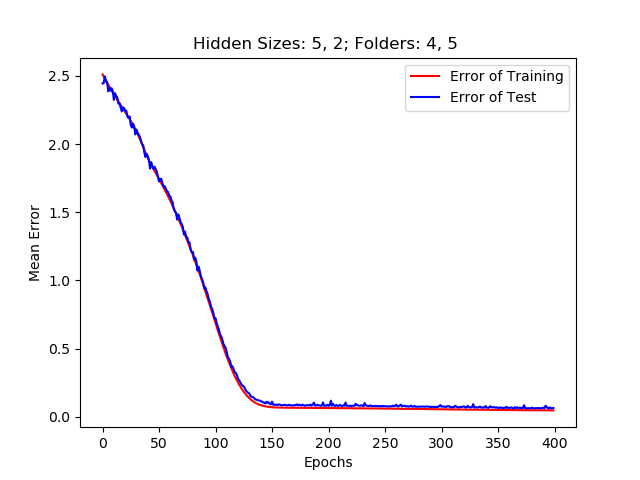 Hidden Sizes: 5, 2; Folders: 4, 5
Error of Training
Error of Test
Mean Error
2.5
2.0
1.5
1.0
0.5
0.0
0 50 100 150 200 250 300 350 400
Epochs